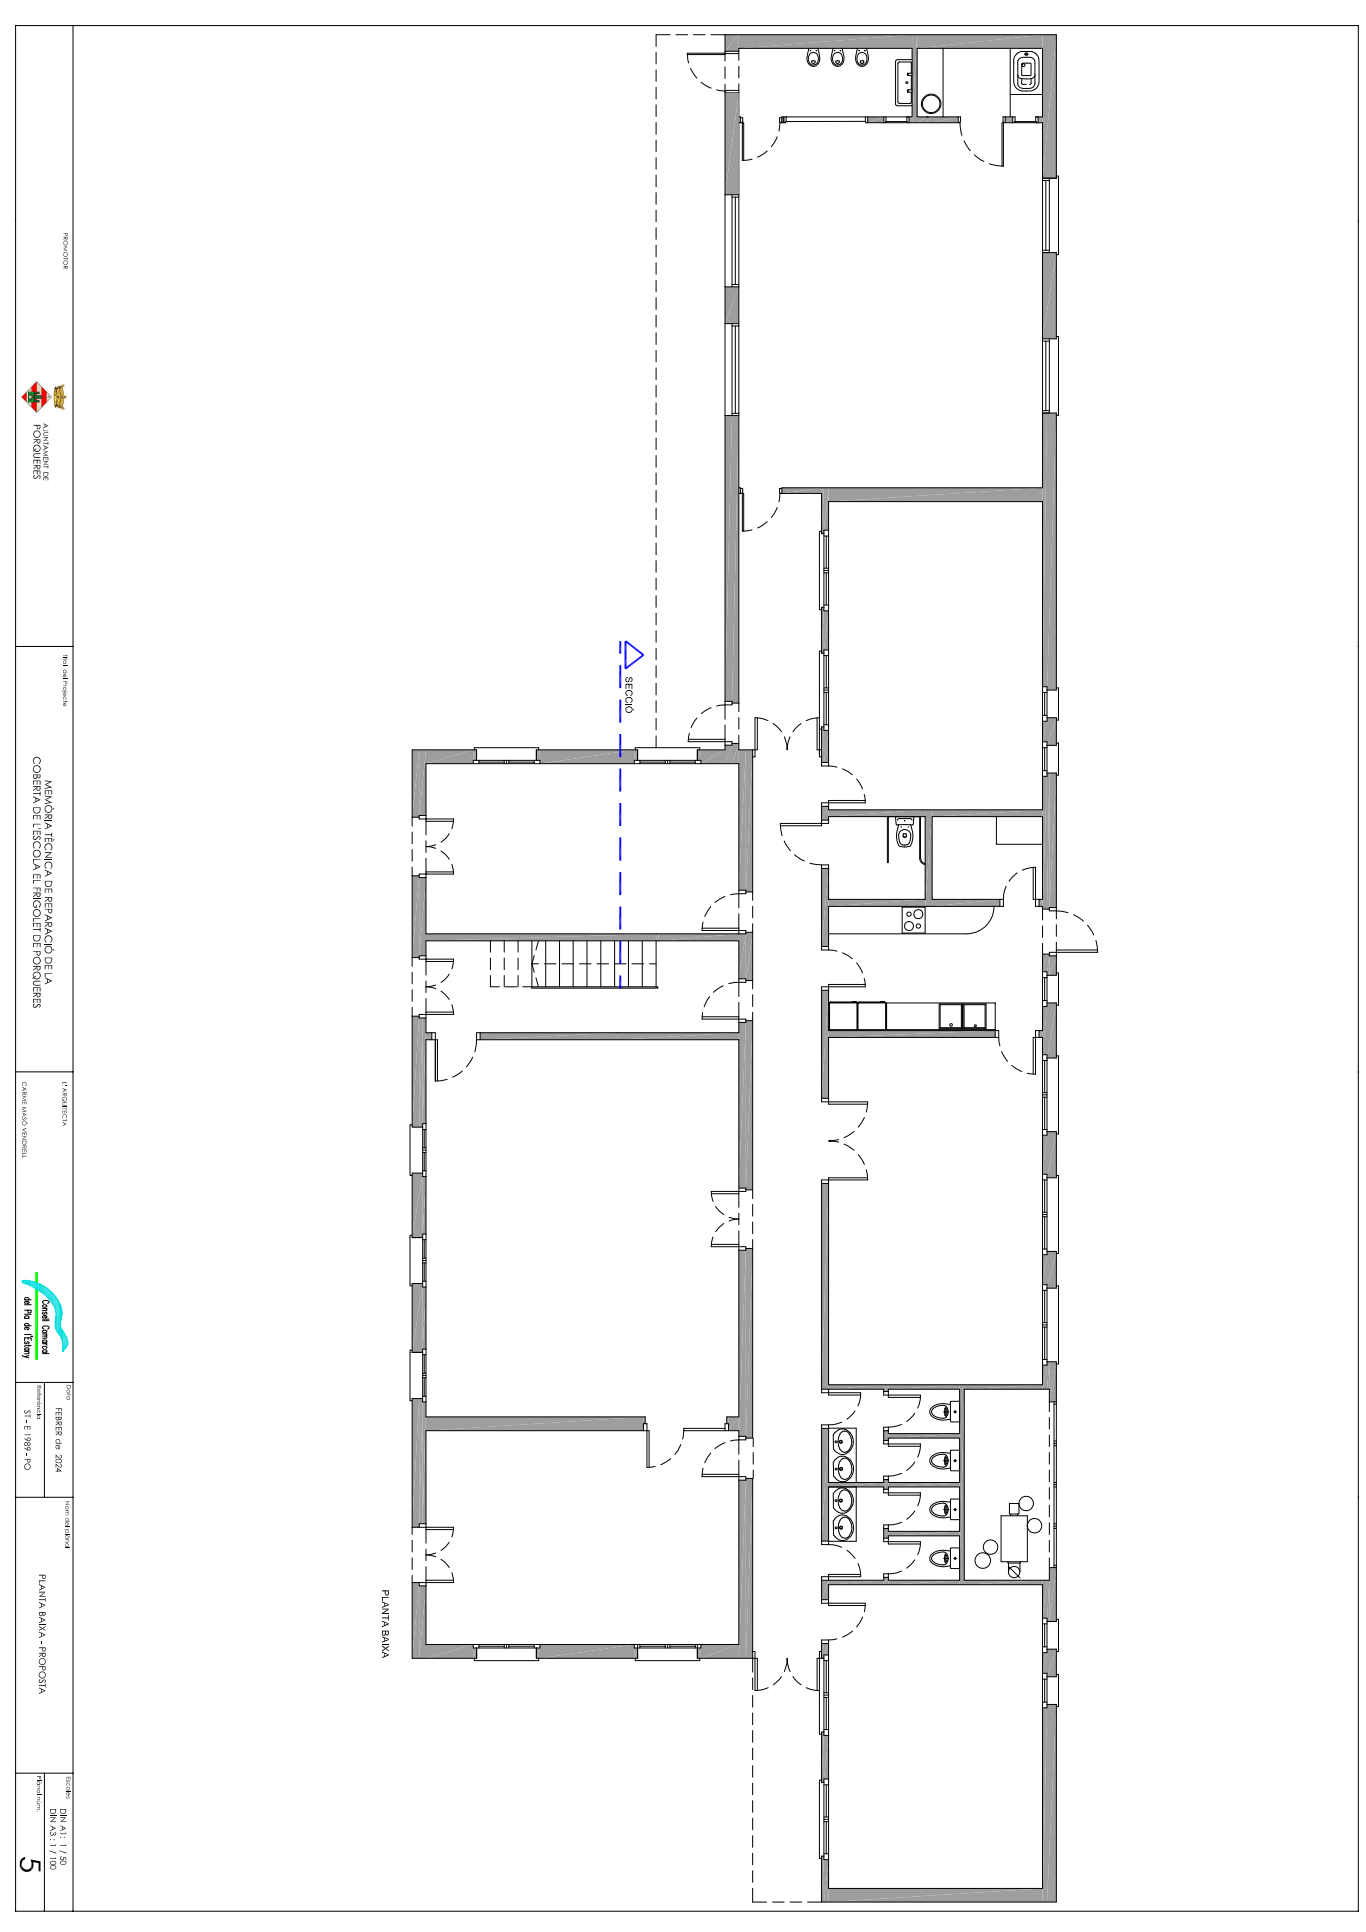 SECCIÓ
PLANTA BAIXA
PROMOTOR
AJUNTAMENT DE
PORQUERES
Títol del Projecte
MEMÒRIA TÈCNICA DE REPARACIÓ DE LA
COBERTA DE L'ESCOLA EL FRIGOLET DE PORQUERES
L'ARQUITECTA
CARME MASÓ VENDRELL
Consell Comarcal
del Pla de l'Estany
Data
FEBRER de 2024
Referència
ST - E 1989 - PO
Nom del plànol
PLANTA BAIXA - PROPOSTA
Escales
DIN A1: 1 / 50
DIN A3: 1 / 100
Plànol núm.
5